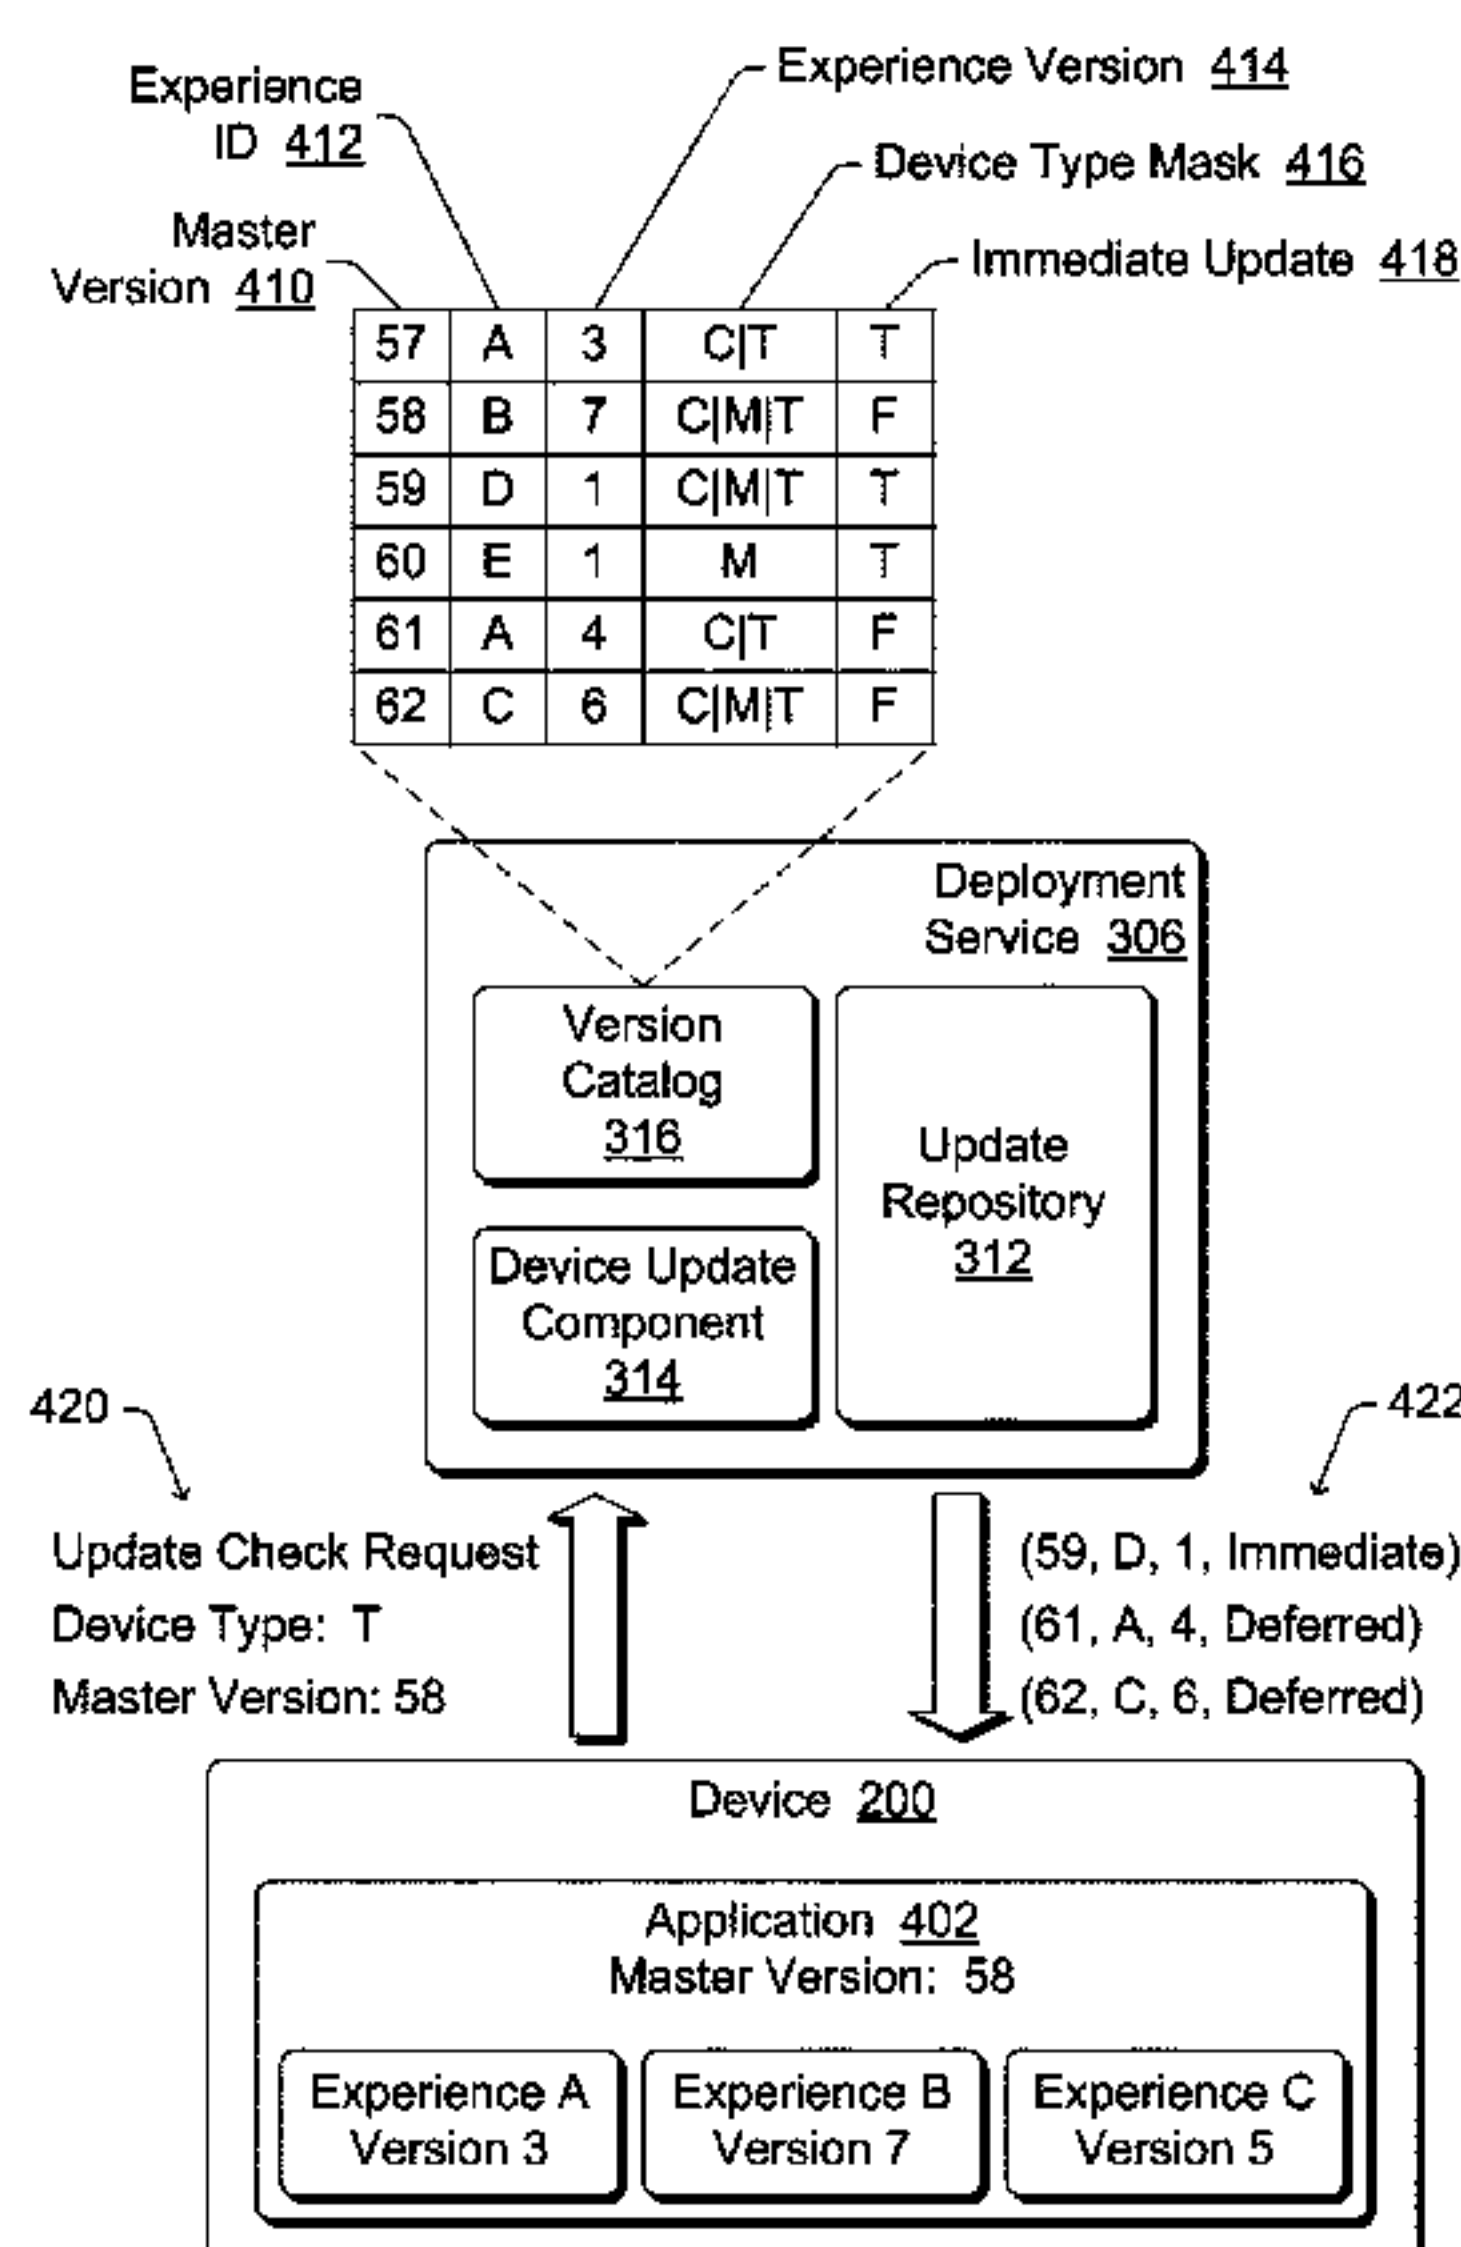 Experience Version 414
Experience
ID 412
Device Type Mask 416
Master
Version 410
Immediate Update 418
57 A 3 C|T T
58 B 7 C|M|T F
59 D 1 C|M|T T
60 E 1 M T
61 A 4 C|T F
62 C 6 C|M|T F
Deployment
Service 306
Version
Catalog
316
Update
Repository
312
Device Update
Component
314
420
422
Update Check Request
Device Type: T
Master Version: 58
(59, D, 1, Immediate)
(61, A, 4, Deferred)
(62, C, 6, Deferred)
Device 200
Application 402
Master Version: 58
Experience A
Version 3
Experience B
Version 7
Experience C
Version 5